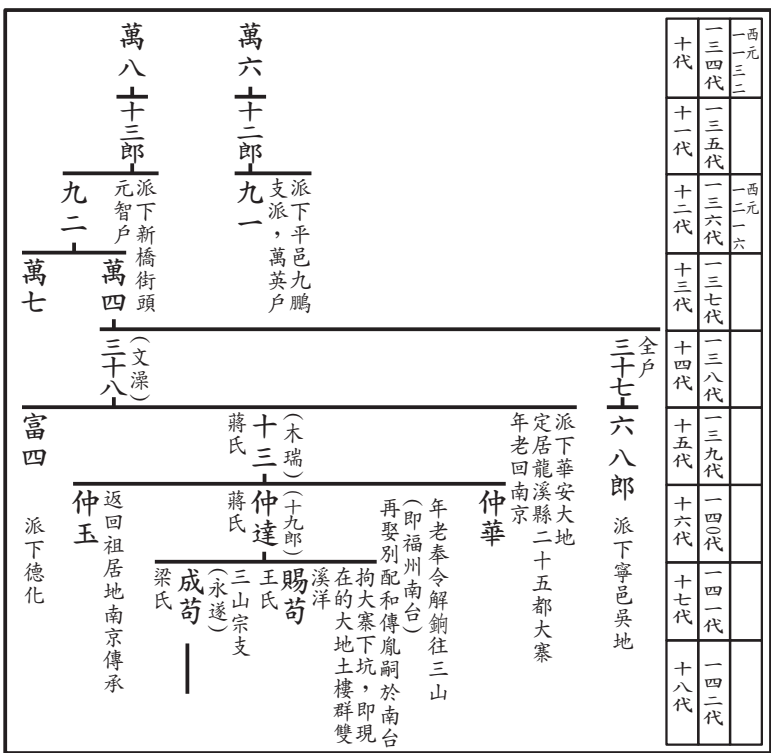 西元一一三二
一三四代
十代
一三五代
十一代
西元一二一六
一三六代
十二代
一三七代
十三代
一三八代
十四代
一三九代
十五代
一四〇代
十六代
一四一代
十七代
一四二代
十八代
萬六
十二郎
九一
派下平邑九鵬
支派，萬英戶
萬八
十三郎
九二
派下新橋街頭
元智戶
萬四
萬七
全戶
三十七
六八郎
派下寧邑吳地
(文澡)
三十八
派下華安大地
定居龍溪縣二十五都大寨
年老回南京
(木瑞)
十三
蔣氏
富四
派下德化
仲華
年老奉令解餉往三山
(即福州南台)
再娶別配和傳胤嗣於南台
(十九郎)
仲達
蔣氏
仲玉
返回祖居地南京傳承
拘大寨下坑，即現
在的大地土樓群雙
溪洋
賜苟
王氏
三山宗支
(永遂)
成苟
梁氏